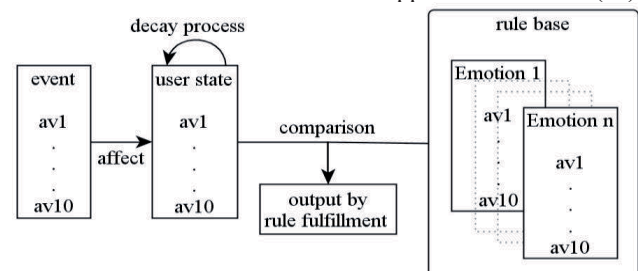 decay process
rule base
event
user state
Emotion 1
av1
av1
av1
Emotion n
comparison
av1
affect
output by
rule fulfillment
av10
av10
av10
av10